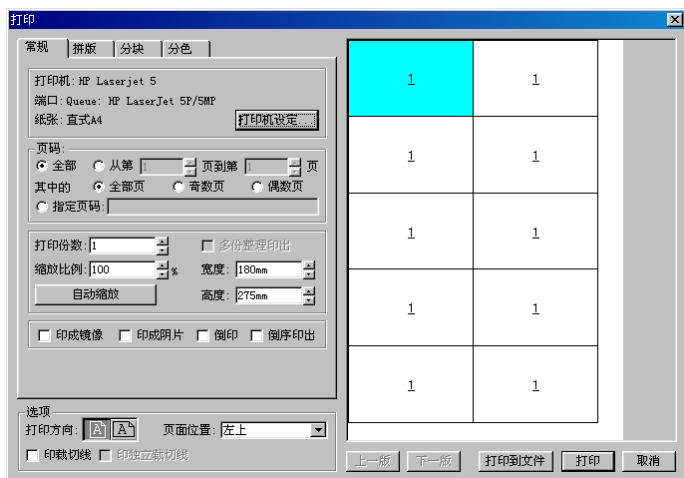 打印
常规 拼版 分块 分色
打印机: HP Laserjet 5
端口: Queue: HP LaserJet 5P/5MP
纸张: 直式A4 打印机设定...
页码:
全部 从第 1 页到第 1 页
其中的 全部页 奇数页 偶数页
指定页码:
打印份数: 1 多份整理印出
缩放比例: 100 % 宽度: 180mm
自动缩放 高度: 275mm
印成镜像 印成阴片 倒印 倒序印出
选项
打印方向: A A 页面位置: 左上
印裁切线 印独立裁切线
1 1
1 1
1 1
1 1
1 1
上一版 下一版 打印到文件 打印 取消